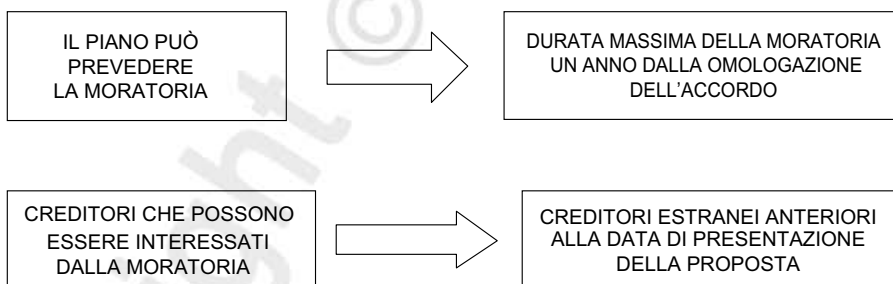 IL PIANO PUÒ
PREVEDERE
LA MORATORIA
DURATA MASSIMA DELLA MORATORIA
UN ANNO DALLA OMOLOGAZIONE
DELL'ACCORDO
CREDITORI CHE POSSONO
ESSERE INTERESSATI
DALLA MORATORIA
CREDITORI ESTRANEI ANTERIORI
ALLA DATA DI PRESENTAZIONE
DELLA PROPOSTA
ght ©